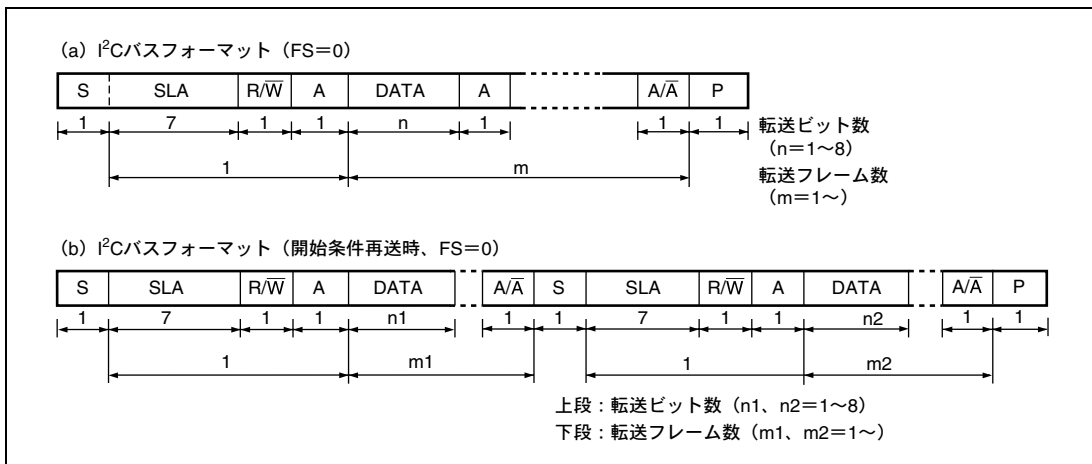 (a) I²Cバスフォーマット（FS=0）
S SLA R/W̅ A DATA A A/A̅ P
1 7 1 1 n 1 1 1 転送ビット数
（n=1～8）
1 m 転送フレーム数
（m=1～）
(b) I²Cバスフォーマット（開始条件再送時、FS=0）
S SLA R/W̅ A DATA A/A̅ S SLA R/W̅ A DATA A/A̅ P
1 7 1 1 n1 1 1 7 1 1 n2 1 1
1 m1 1 m2
上段：転送ビット数（n1、n2=1～8）
下段：転送フレーム数（m1、m2=1～）